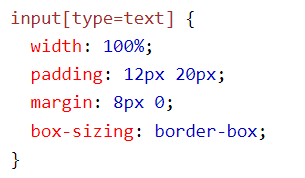 input[type=text] {
  width: 100%;
  padding: 12px 20px;
  margin: 8px 0;
  box-sizing: border-box;
}